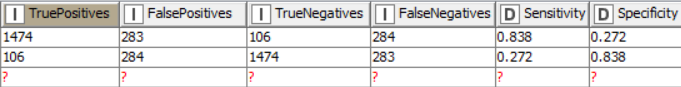 I TruePositives I FalsePositives I TrueNegatives I FalseNegatives D Sensitivity D Specificity
1474 283 106 284 0.838 0.272
106 284 1474 283 0.272 0.838
? ? ? ? ? ?